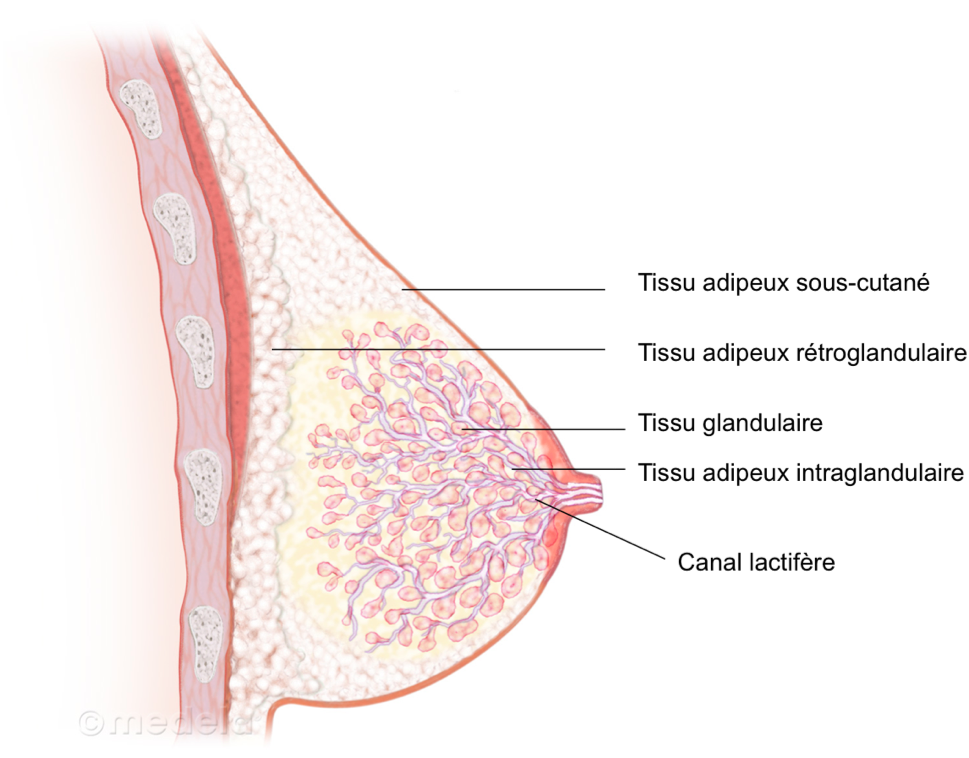 Tissu adipeux sous-cutané
Tissu adipeux rétroglandulaire
Tissu glandulaire
Tissu adipeux intraglandulaire
Canal lactifère
©medela